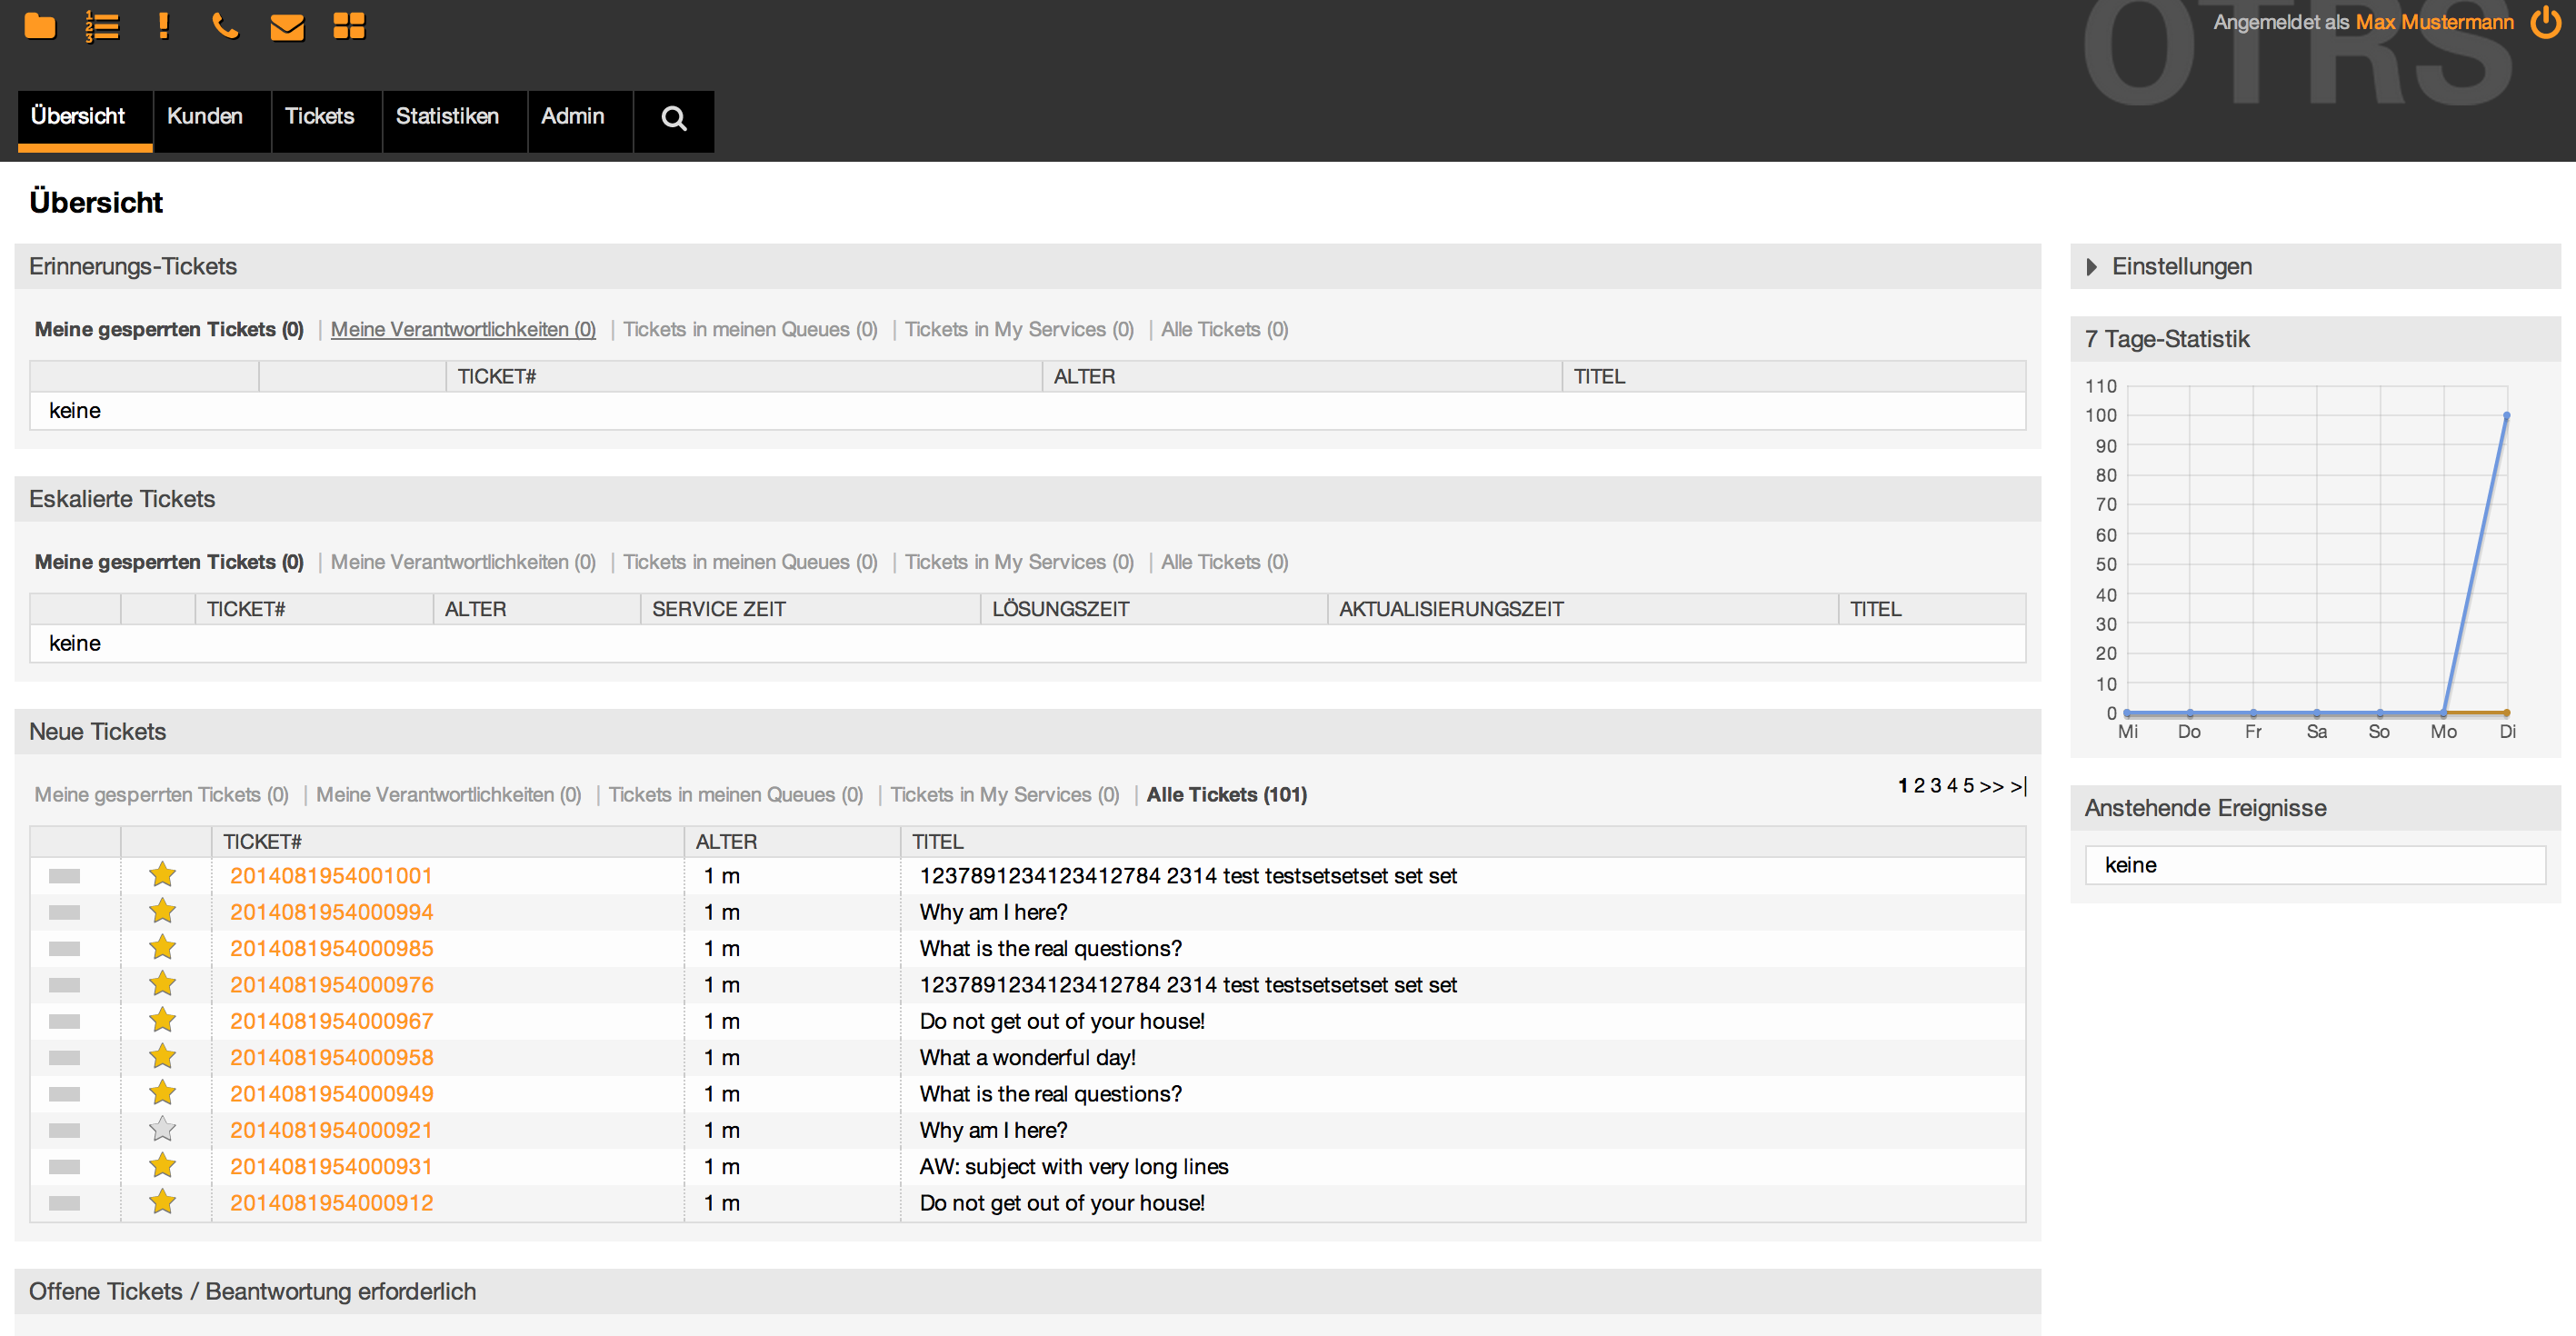 Angemeldet als Max Mustermann
OTRS
Übersicht Kunden Tickets Statistiken Admin
Übersicht
Erinnerungs-Tickets
Meine gesperrten Tickets (0) | Meine Verantwortlichkeiten (0) | Tickets in meinen Queues (0) | Tickets in My Services (0) | Alle Tickets (0)
TICKET# ALTER TITEL
keine
Eskalierte Tickets
Meine gesperrten Tickets (0) | Meine Verantwortlichkeiten (0) | Tickets in meinen Queues (0) | Tickets in My Services (0) | Alle Tickets (0)
TICKET# ALTER SERVICE ZEIT LÖSUNGSZEIT AKTUALISIERUNGSZEIT TITEL
keine
Neue Tickets
Meine gesperrten Tickets (0) | Meine Verantwortlichkeiten (0) | Tickets in meinen Queues (0) | Tickets in My Services (0) | Alle Tickets (101)
1 2 3 4 5 >> >|
TICKET# ALTER TITEL
2014081954001001 1 m 1237891234123412784 2314 test testsetsetset set set
2014081954000994 1 m Why am I here?
2014081954000985 1 m What is the real questions?
2014081954000976 1 m 1237891234123412784 2314 test testsetsetset set set
2014081954000967 1 m Do not get out of your house!
2014081954000958 1 m What a wonderful day!
2014081954000949 1 m What is the real questions?
2014081954000921 1 m Why am I here?
2014081954000931 1 m AW: subject with very long lines
2014081954000912 1 m Do not get out of your house!
Offene Tickets / Beantwortung erforderlich
Einstellungen
7 Tage-Statistik
110
100
90
80
70
60
50
40
30
20
10
0
Mi Do Fr Sa So Mo Di
Anstehende Ereignisse
keine